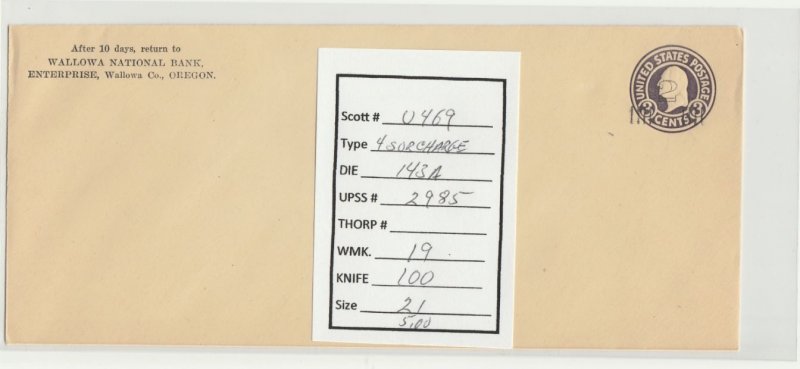 After 10 days, return to
WALLOWA NATIONAL BANK,
ENTERPRISE, Wallowa Co., OREGON.
UNITED STATES POSTAGE
2
3 CENTS 3
Scott # U469
Type 4 SURCHARGE
DIE 143A
UPSS # 2985
THORP #
WMK. 19
KNIFE 100
Size 21
5.00